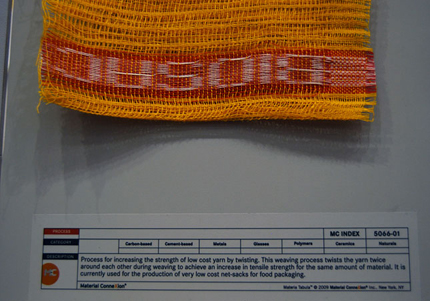 PROCESS
MC INDEX 5066-01
CATEGORY
Carbon-based Cement-based Metals Glasses Polymers Ceramics Naturals
DESCRIPTION
Process for increasing the strength of low cost yarn by twisting. This weaving process twists the yarn twice
around each other during weaving to achieve an increase in tensile strength for the same amount of material. It is
currently used for the production of very low cost net-sacks for food packaging.
MC
Material ConneXion® Materia Tabula™ © 2009 Material ConneXion® Inc., New York, NY